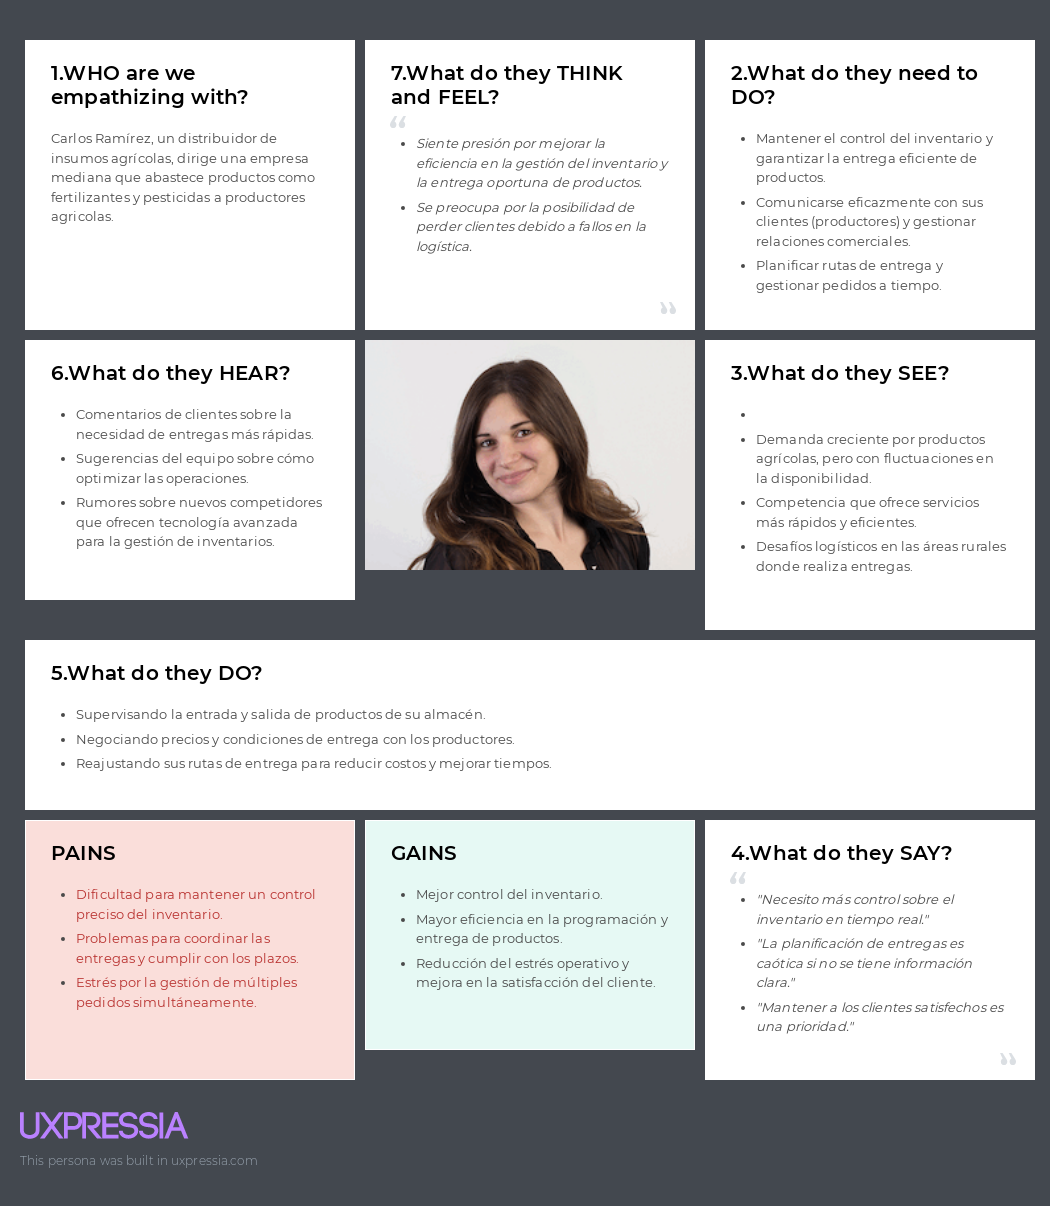 1.WHO are we
empathizing with?
Carlos Ramírez, un distribuidor de
insumos agrícolas, dirige una empresa
mediana que abastece productos como
fertilizantes y pesticidas a productores
agricolas.
7.What do they THINK
and FEEL?
“
• Siente presión por mejorar la
eficiencia en la gestión del inventario y
la entrega oportuna de productos.
• Se preocupa por la posibilidad de
perder clientes debido a fallos en la
logística.
”
2.What do they need to
DO?
• Mantener el control del inventario y
garantizar la entrega eficiente de
productos.
• Comunicarse eficazmente con sus
clientes (productores) y gestionar
relaciones comerciales.
• Planificar rutas de entrega y
gestionar pedidos a tiempo.
6.What do they HEAR?
• Comentarios de clientes sobre la
necesidad de entregas más rápidas.
• Sugerencias del equipo sobre cómo
optimizar las operaciones.
• Rumores sobre nuevos competidores
que ofrecen tecnología avanzada
para la gestión de inventarios.
3.What do they SEE?
•
• Demanda creciente por productos
agrícolas, pero con fluctuaciones en
la disponibilidad.
• Competencia que ofrece servicios
más rápidos y eficientes.
• Desafíos logísticos en las áreas rurales
donde realiza entregas.
5.What do they DO?
• Supervisando la entrada y salida de productos de su almacén.
• Negociando precios y condiciones de entrega con los productores.
• Reajustando sus rutas de entrega para reducir costos y mejorar tiempos.
PAINS
• Dificultad para mantener un control
preciso del inventario.
• Problemas para coordinar las
entregas y cumplir con los plazos.
• Estrés por la gestión de múltiples
pedidos simultáneamente.
GAINS
• Mejor control del inventario.
• Mayor eficiencia en la programación y
entrega de productos.
• Reducción del estrés operativo y
mejora en la satisfacción del cliente.
4.What do they SAY?
“
• "Necesito más control sobre el
inventario en tiempo real."
• "La planificación de entregas es
caótica si no se tiene información
clara."
• "Mantener a los clientes satisfechos es
una prioridad."
”
UXPRESSIA
This persona was built in uxpressia.com